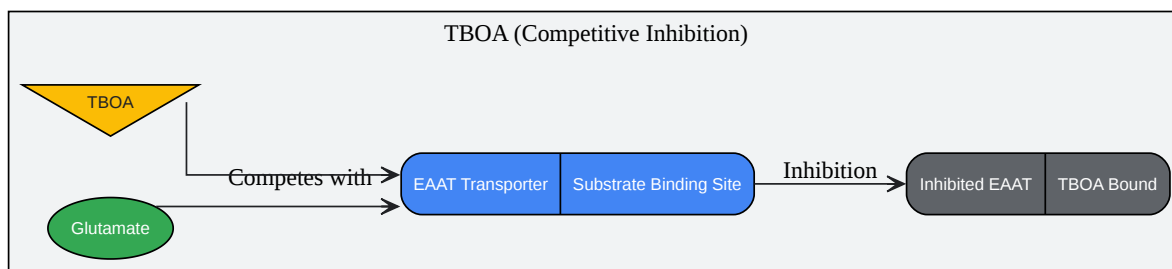 TBOA (Competitive Inhibition)
TBOA
Competes with
EAAT Transporter
Substrate Binding Site
Inhibition
Inhibited EAAT
TBOA Bound
Glutamate